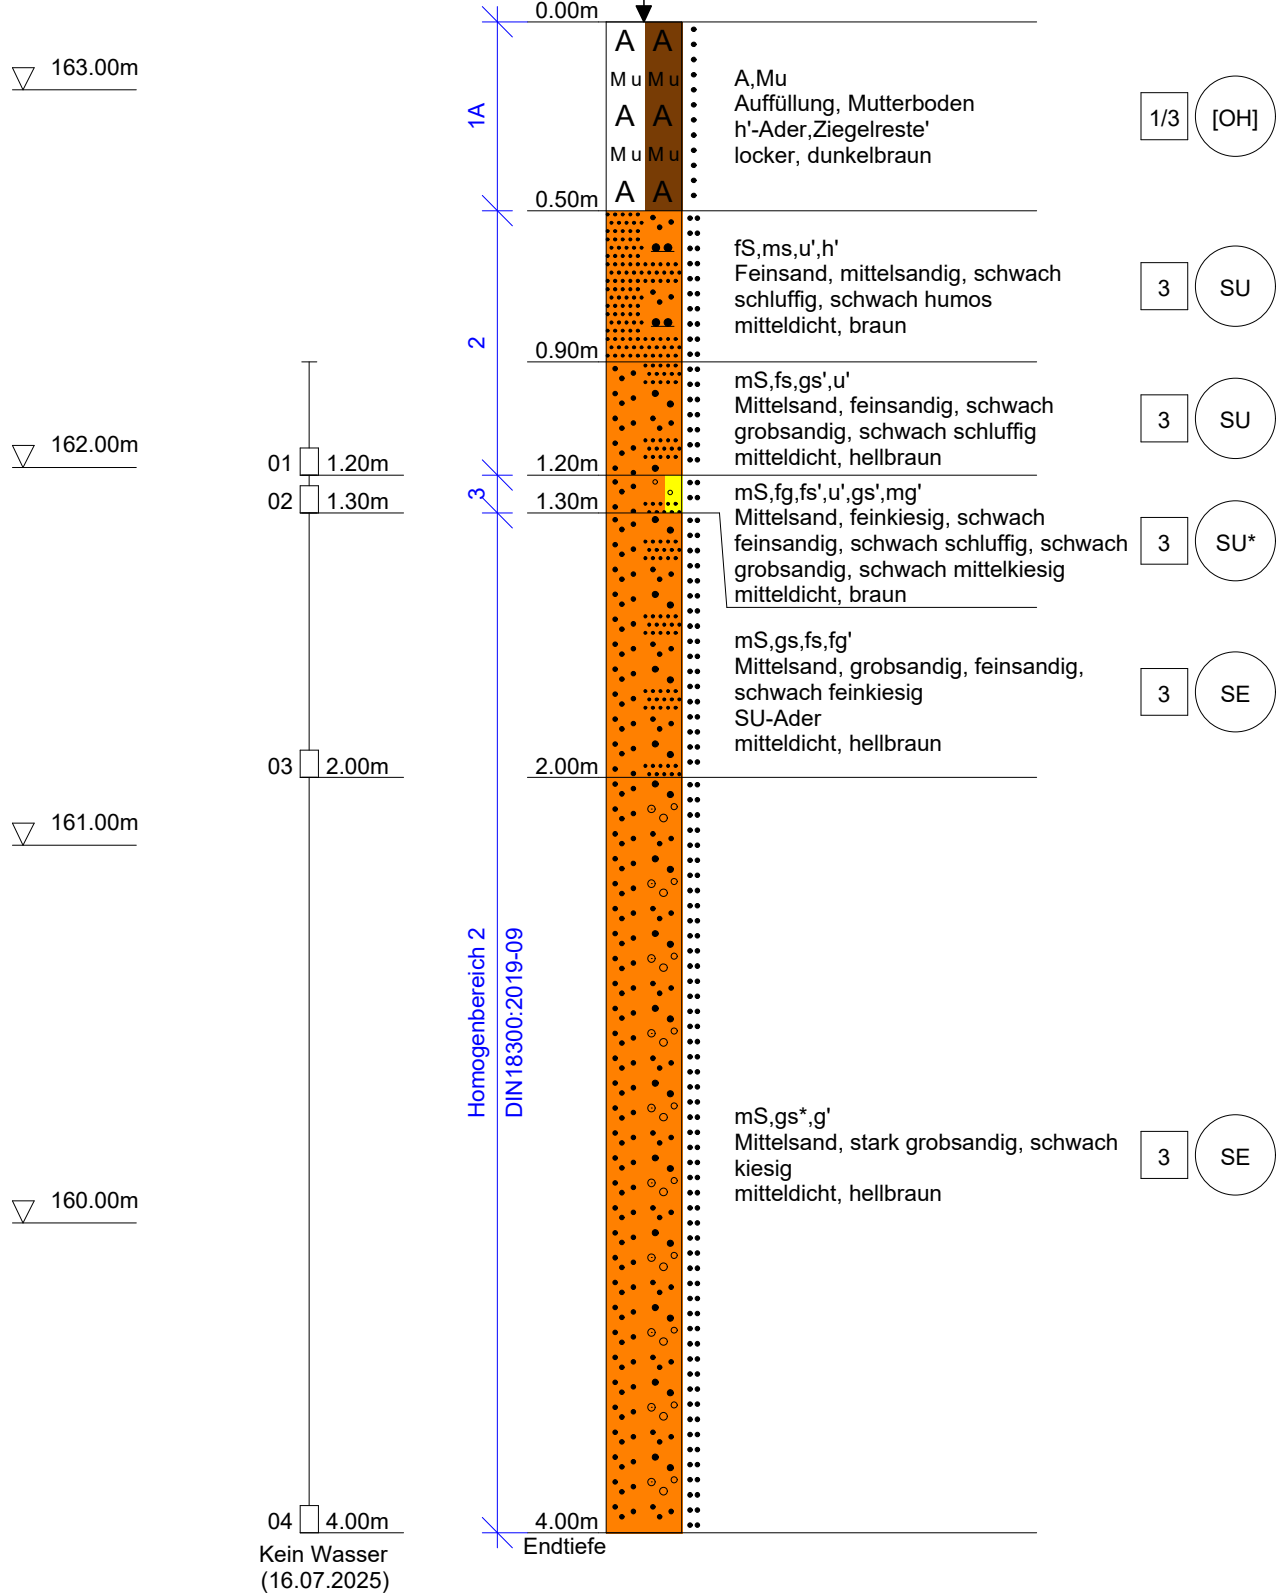 0.00m
163.00m
1A
A A
Mu Mu
A A
Mu Mu
A A
A,Mu
Auffüllung, Mutterboden
h'-Ader,Ziegelreste'
locker, dunkelbraun
1/3 [OH]
0.50m
2
fS,ms,u',h'
Feinsand, mittelsandig, schwach
schluffig, schwach humos
mitteldicht, braun
3 SU
0.90m
mS,fs,gs',u'
Mittelsand, feinsandig, schwach
grobsandig, schwach schluffig
mitteldicht, hellbraun
3 SU
162.00m
01 1.20m
1.20m
02 1.30m
3
1.30m
mS,fg,fs',u',gs',mg'
Mittelsand, feinkiesig, schwach
feinsandig, schwach schluffig, schwach
grobsandig, schwach mittelkiesig
mitteldicht, braun
3 SU*
mS,gs,fs,fg'
Mittelsand, grobsandig, feinsandig,
schwach feinkiesig
SU-Ader
mitteldicht, hellbraun
3 SE
03 2.00m
2.00m
161.00m
Homogenbereich 2
DIN18300:2019-09
mS,gs*,g'
Mittelsand, stark grobsandig, schwach
kiesig
mitteldicht, hellbraun
3 SE
160.00m
04 4.00m
4.00m
Endtiefe
Kein Wasser
(16.07.2025)